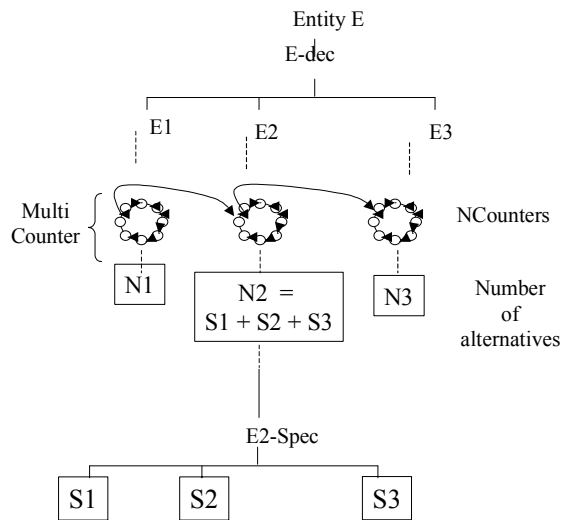 Entity E
E-dec
E1
E2
E3
Multi
Counter
NCounters
N1
N2 =
S1 + S2 + S3
N3
Number
of
alternatives
E2-Spec
S1
S2
S3